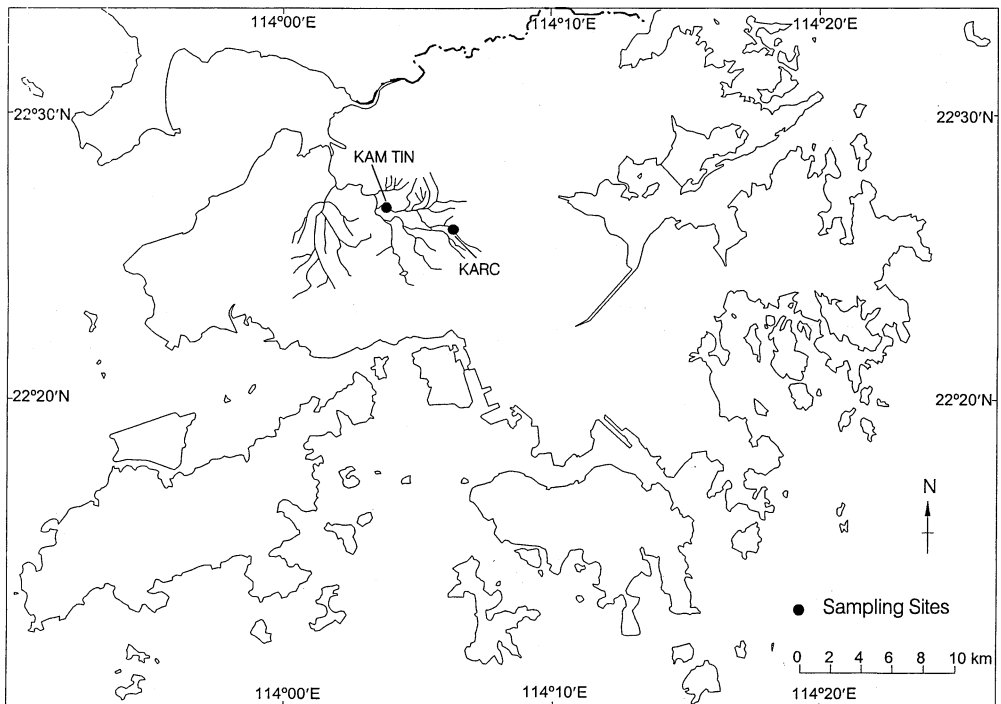 114°00′E 114°10′E 114°20′E
22°30′N 22°30′N
KAM TIN
KARC
22°20′N 22°20′N
N
Sampling Sites
0 2 4 6 8 10 km
114°00′E 114°10′E 114°20′E